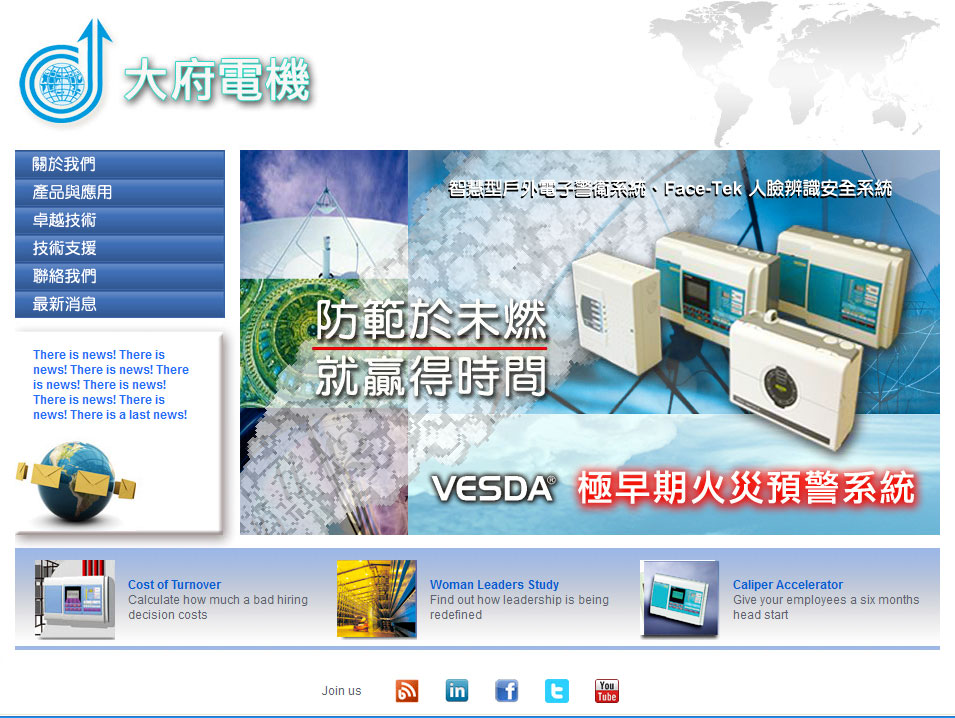 大府電機
關於我們
產品與應用
卓越技術
技術支援
聯絡我們
最新消息
智慧型戶外電子警衛系統、Face-Tek 人臉辨識安全系統
防範於未燃
就贏得時間
VESDA® 極早期火災預警系統
There is news! There is
news! There is news! There
is news! There is news!
There is news! There is
news! There is a last news!
Cost of Turnover
Calculate how much a bad hiring
decision costs
Woman Leaders Study
Find out how leadership is being
redefined
Caliper Accelerator
Give your employees a six months
head start
Join us
in
f
t
You
Tube